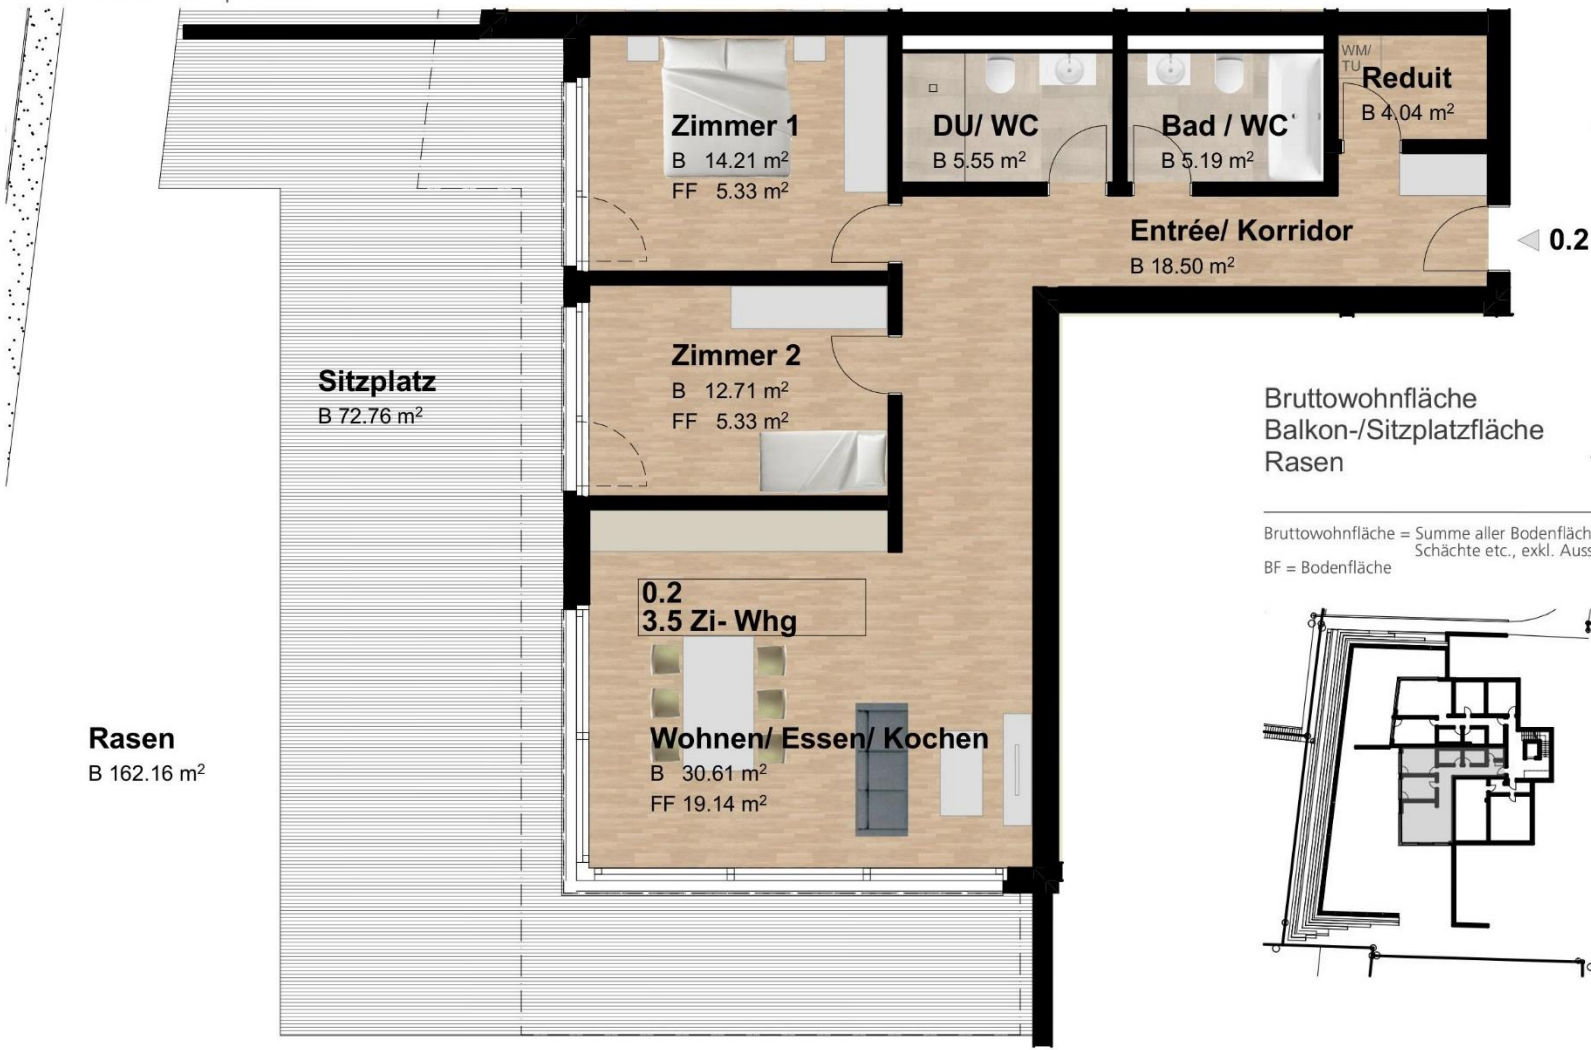 WM/
TU
Reduit
B 4.04 m²
Zimmer 1
B 14.21 m²
FF 5.33 m²
DU/ WC
B 5.55 m²
Bad / WC
B 5.19 m²
Entrée/ Korridor
B 18.50 m²
0.2
Zimmer 2
B 12.71 m²
FF 5.33 m²
Sitzplatz
B 72.76 m²
Bruttowohnfläche
Balkon-/Sitzplatzfläche
Rasen
Bruttowohnfläche = Summe aller Bodenfläch
Schächte etc., exkl. Auss
BF = Bodenfläche
0.2
3.5 Zi- Whg
Wohnen/ Essen/ Kochen
B 30.61 m²
FF 19.14 m²
Rasen
B 162.16 m²